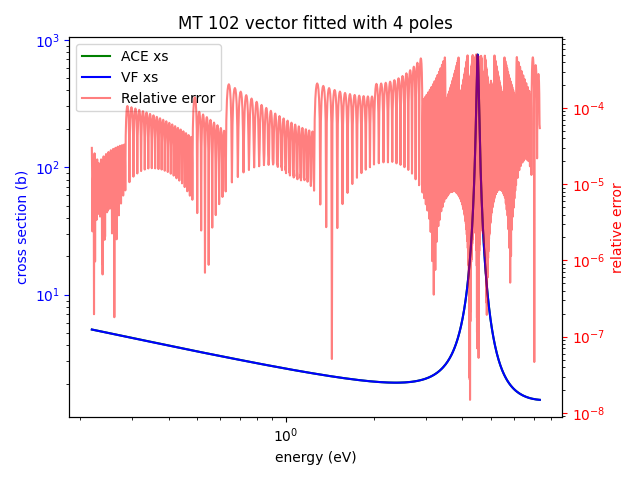 MT 102 vector fitted with 4 poles
ACE xs
VF xs
Relative error
10³
10²
10¹
cross section (b)
10⁻⁴
10⁻⁵
10⁻⁶
10⁻⁷
10⁻⁸
relative error
10⁰
energy (eV)